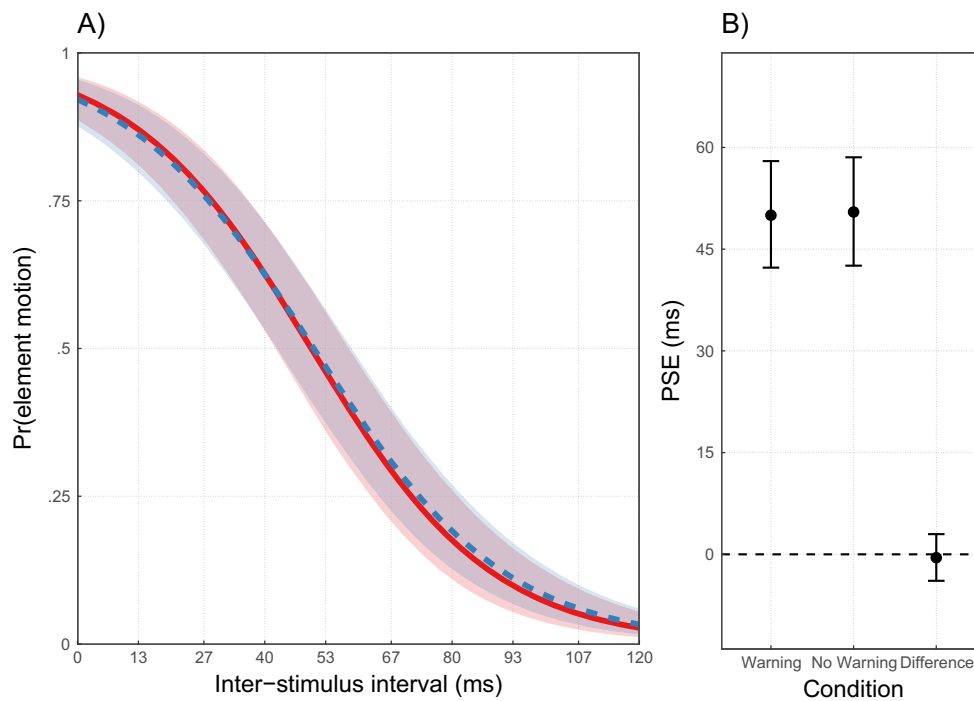 A)
1
.75
.5
.25
0
0 13 27 40 53 67 80 93 107 120
Pr(element motion)
Inter−stimulus interval (ms)
B)
60
45
30
15
0
PSE (ms)
Warning No Warning Difference
Condition